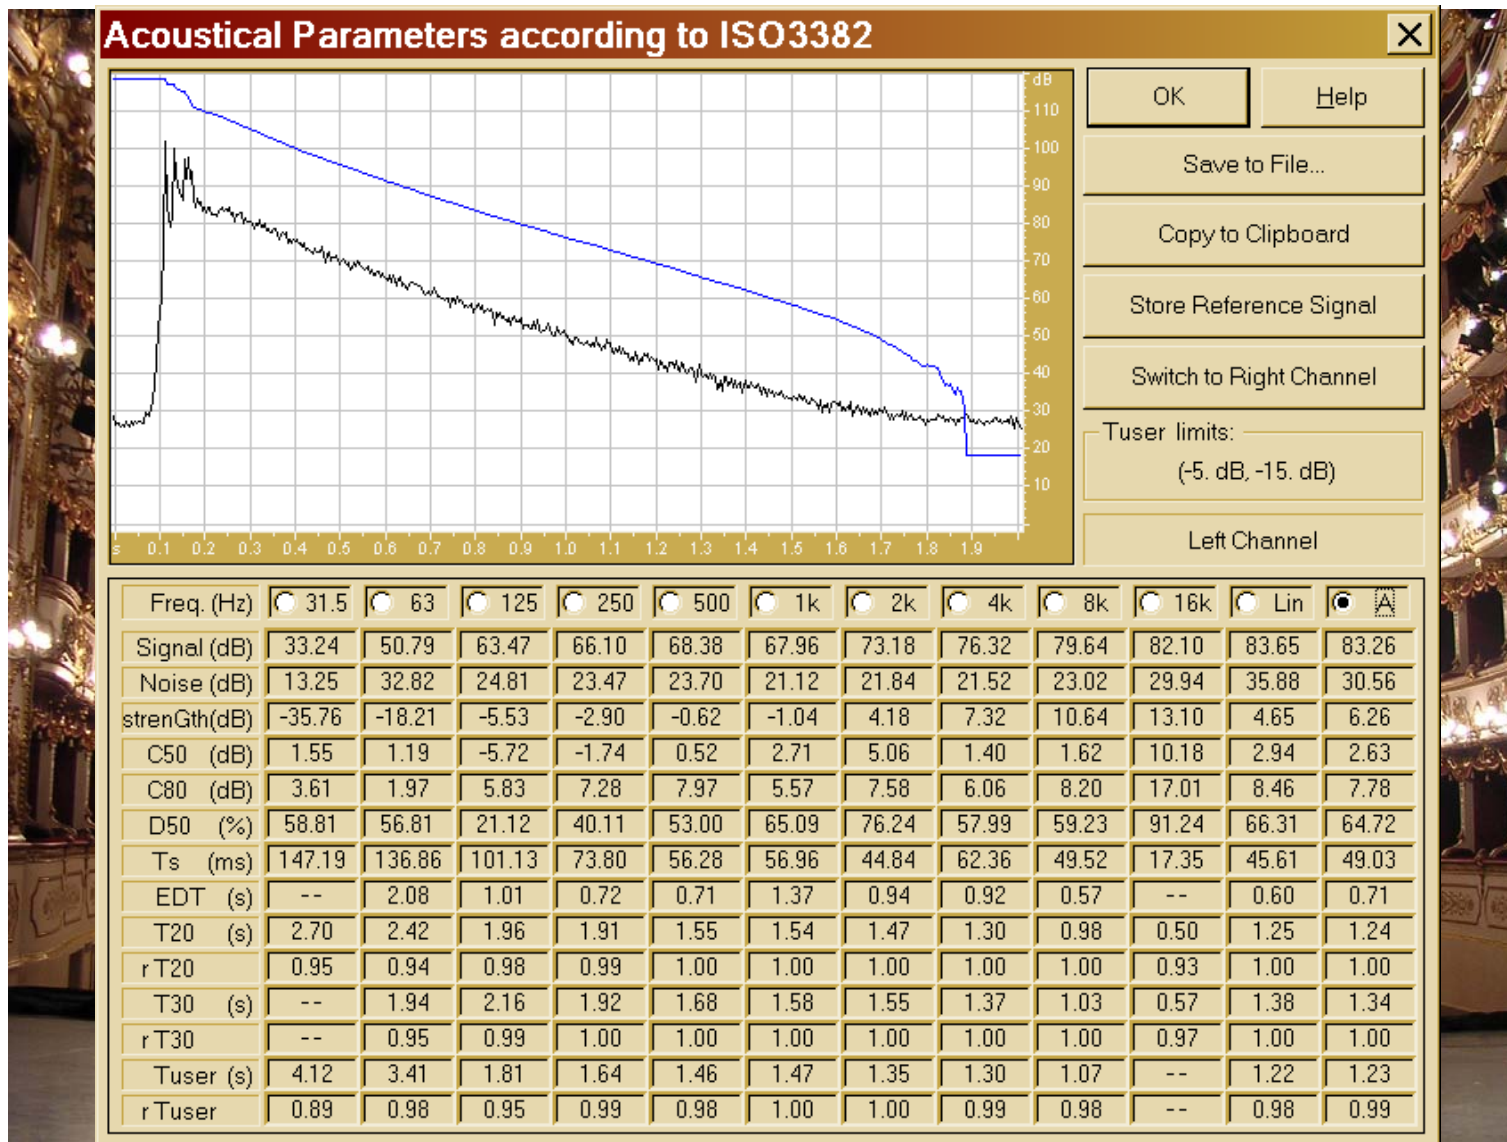 Acoustical Parameters according to ISO3382
dB
110
100
90
80
70
60
50
40
30
20
10
s 0.1 0.2 0.3 0.4 0.5 0.6 0.7 0.8 0.9 1.0 1.1 1.2 1.3 1.4 1.5 1.6 1.7 1.8 1.9
OK Help
Save to File...
Copy to Clipboard
Store Reference Signal
Switch to Right Channel
Tuser limits:
(-5. dB, -15. dB)
Left Channel
Freq. (Hz) 31.5 63 125 250 500 1k 2k 4k 8k 16k Lin A
Signal (dB) 33.24 50.79 63.47 66.10 68.38 67.96 73.18 76.32 79.64 82.10 83.65 83.26
Noise (dB) 13.25 32.82 24.81 23.47 23.70 21.12 21.84 21.52 23.02 29.94 35.88 30.56
strenGth(dB) -35.76 -18.21 -5.53 -2.90 -0.62 -1.04 4.18 7.32 10.64 13.10 4.65 6.26
C50 (dB) 1.55 1.19 -5.72 -1.74 0.52 2.71 5.06 1.40 1.62 10.18 2.94 2.63
C80 (dB) 3.61 1.97 5.83 7.28 7.97 5.57 7.58 6.06 8.20 17.01 8.46 7.78
D50 (%) 58.81 56.81 21.12 40.11 53.00 65.09 76.24 57.99 59.23 91.24 66.31 64.72
Ts (ms) 147.19 136.86 101.13 73.80 56.28 56.96 44.84 62.36 49.52 17.35 45.61 49.03
EDT (s) -- 2.08 1.01 0.72 0.71 1.37 0.94 0.92 0.57 -- 0.60 0.71
T20 (s) 2.70 2.42 1.96 1.91 1.55 1.54 1.47 1.30 0.98 0.50 1.25 1.24
r T20 0.95 0.94 0.98 0.99 1.00 1.00 1.00 1.00 1.00 0.93 1.00 1.00
T30 (s) -- 1.94 2.16 1.92 1.68 1.58 1.55 1.37 1.03 0.57 1.38 1.34
r T30 -- 0.95 0.99 1.00 1.00 1.00 1.00 1.00 1.00 0.97 1.00 1.00
Tuser (s) 4.12 3.41 1.81 1.64 1.46 1.47 1.35 1.30 1.07 -- 1.22 1.23
r Tuser 0.89 0.98 0.95 0.99 0.98 1.00 1.00 0.99 0.98 -- 0.98 0.99